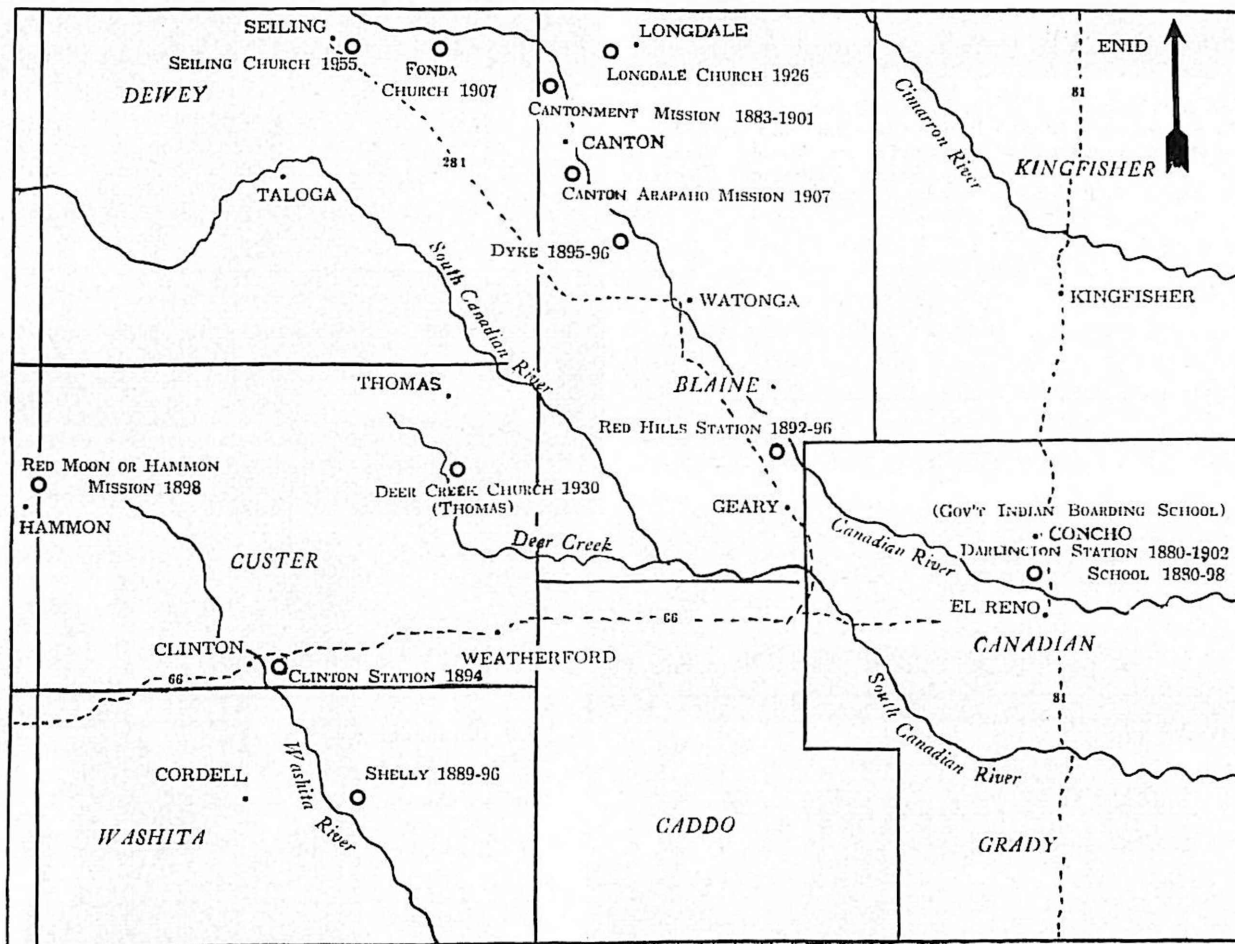 SEILING
SEILING CHURCH 1955
FONDA
CHURCH 1907
LONGDALE
LONGDALE CHURCH 1926
ENID
DEWEY
CANTONMENT MISSION 1883-1901
81
Cimarron River
CANTON
281
KINGFISHER
TALOGA
CANTON ARAPAHO MISSION 1907
DYKE 1895-96
South Canadian River
WATONGA
KINGFISHER
THOMAS
BLAINE
RED HILLS STATION 1892-96
RED MOON OR HAMMON
MISSION 1898
DEER CREEK CHURCH 1930
(THOMAS)
HAMMON
GEARY
(GOV'T INDIAN BOARDING SCHOOL)
CONCHO
Canadian River
DARLINGTON STATION 1880-1902
SCHOOL 1880-98
Deer Creek
CUSTER
EL RENO
66
CANADIAN
CLINTON
WEATHERFORD
66
CLINTON STATION 1894
81
South Canadian River
CORDELL
Washita River
SHELLY 1889-96
WASHITA
CADDO
GRADY